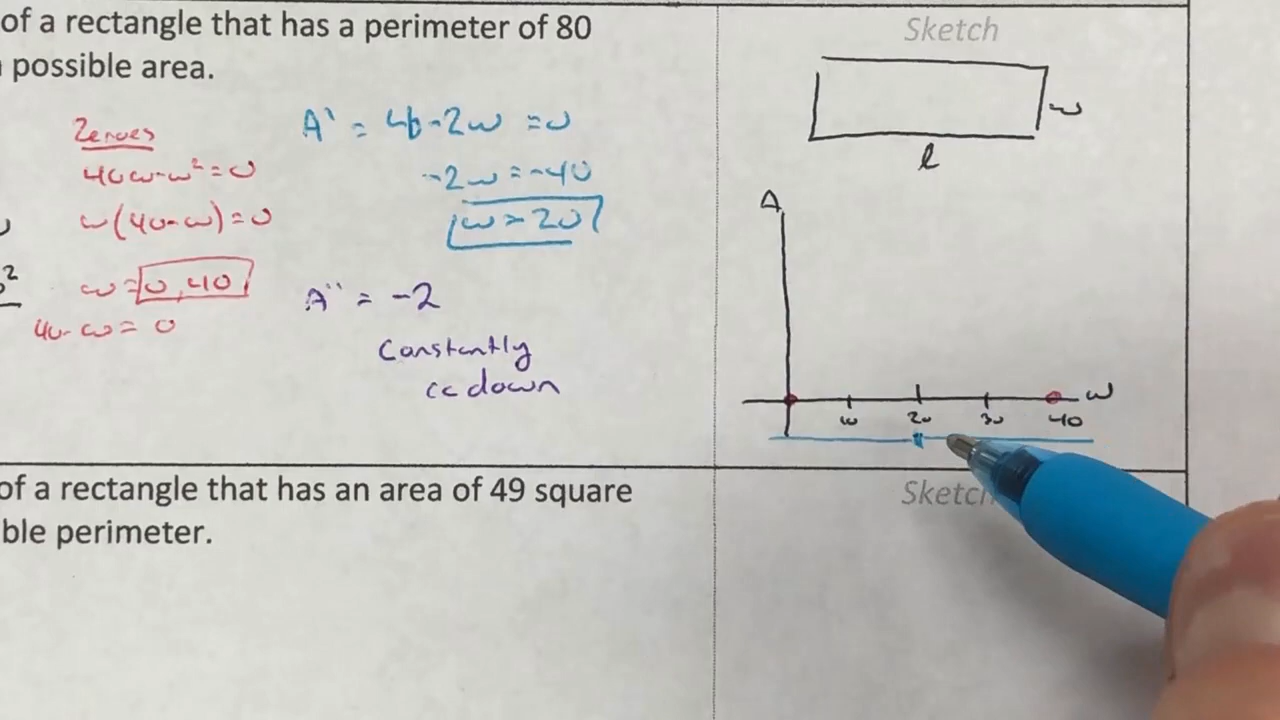 of a rectangle that has a perimeter of 80
possible area.
Zeroes
40w-w²=0
w(40-w)=0
w=0,40
40-w=0
2
A' = 40-2w =0
-2w=-40
w=20
A'' = -2
Constantly
cc down
Sketch
w
l
A
10 20 30 40 w
of a rectangle that has an area of 49 square
ble perimeter.
Sketch